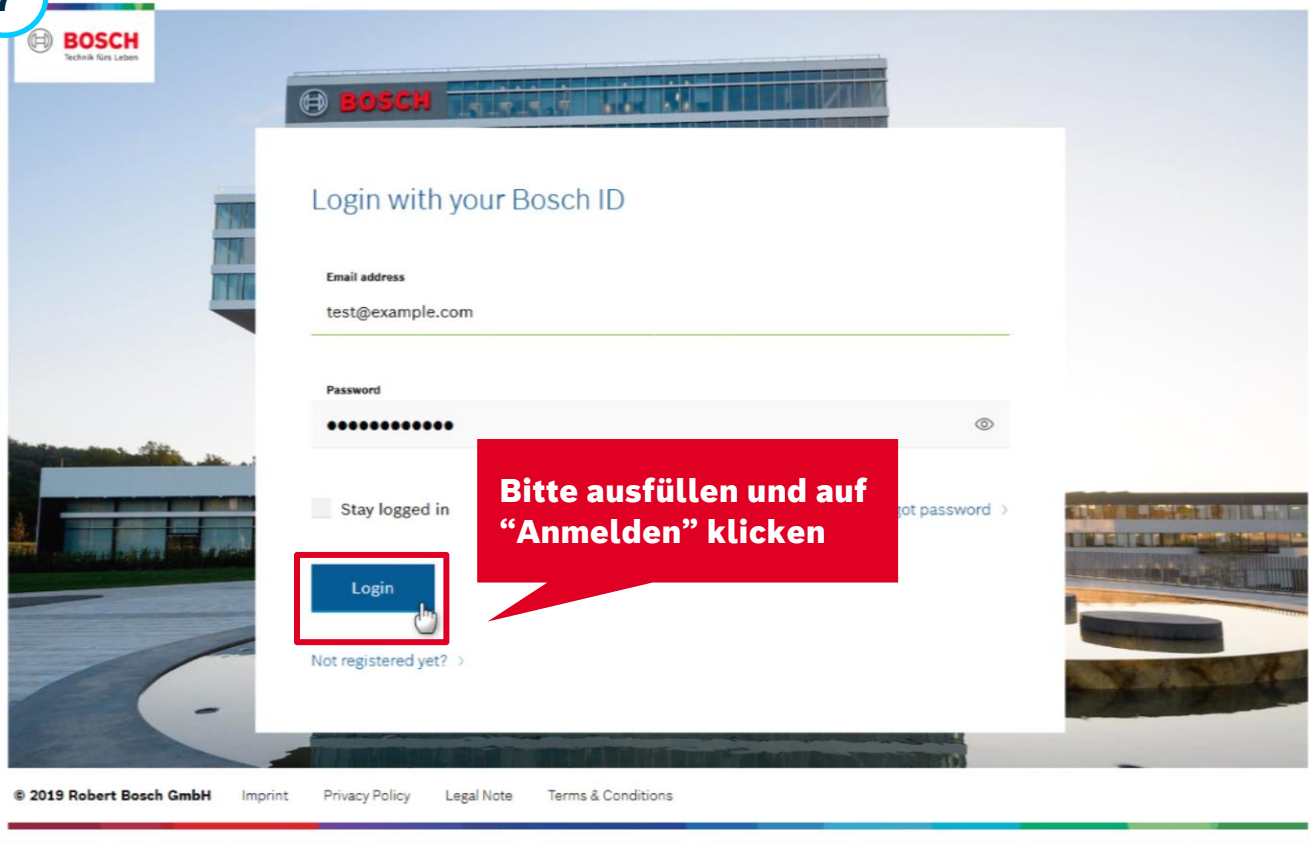 BOSCH
Technik fürs Leben
BOSCH
Login with your Bosch ID
Email address
test@example.com
Password
••••••••••••
Stay logged in
Bitte ausfüllen und auf
“Anmelden” klicken
password >
Login
Not registered yet? >
© 2019 Robert Bosch GmbH Imprint Privacy Policy Legal Note Terms & Conditions